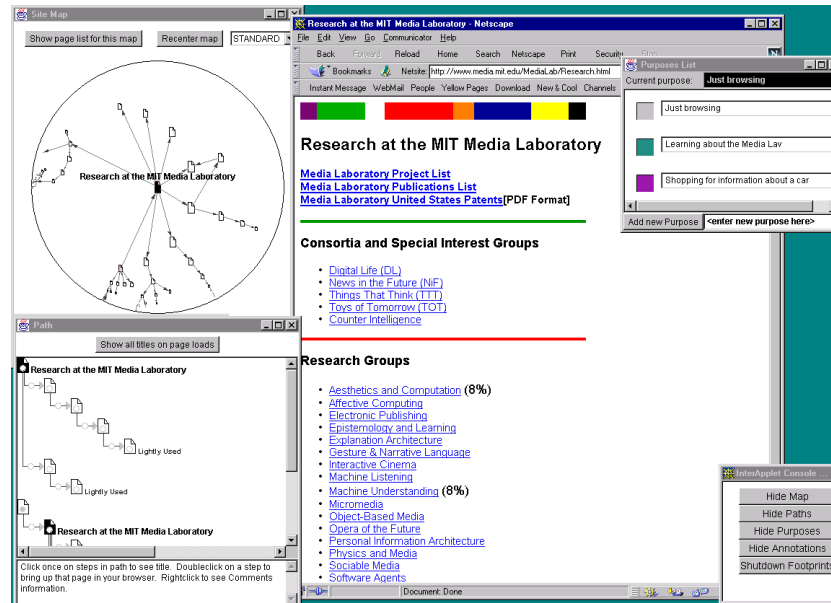 Site Map
Show page list for this map
Recenter map
STANDARD
Research at the MIT Media Laboratory
Path
Show all titles on page loads
Research at the MIT Media Laboratory
Lightly Used
Lightly Used
Research at the MIT Media Laboratory
Click once on steps in path to see title. Doubleclick on a step to
bring up that page in your browser. Rightclick to see Comments
information.
Research at the MIT Media Laboratory - Netscape
File Edit View Go Communicator Help
Back Forward Reload Home Search Netscape Print Security Stop
N
Bookmarks Netsite: http://www.media.mit.edu/MediaLab/Research.html
Instant Message WebMail People Yellow Pages Download New & Cool Channels
Research at the MIT Media Laboratory
Media Laboratory Project List
Media Laboratory Publications List
Media Laboratory United States Patents[PDF Format]
Consortia and Special Interest Groups
• Digital Life (DL)
• News in the Future (NiF)
• Things That Think (TTT)
• Toys of Tomorrow (TOT)
• Counter Intelligence
Research Groups
• Aesthetics and Computation (8%)
• Affective Computing
• Electronic Publishing
• Epistemology and Learning
• Explanation Architecture
• Gesture & Narrative Language
• Interactive Cinema
• Machine Listening
• Machine Understanding (8%)
• Micromedia
• Object-Based Media
• Opera of the Future
• Personal Information Architecture
• Physics and Media
• Sociable Media
• Software Agents
Document: Done
Purposes List
Current purpose: Just browsing
Just browsing
Learning about the Media Lav
Shopping for information about a car
Add new Purpose <enter new purpose here>
InterApplet Console ...
Hide Map
Hide Paths
Hide Purposes
Hide Annotations
Shutdown Footprints